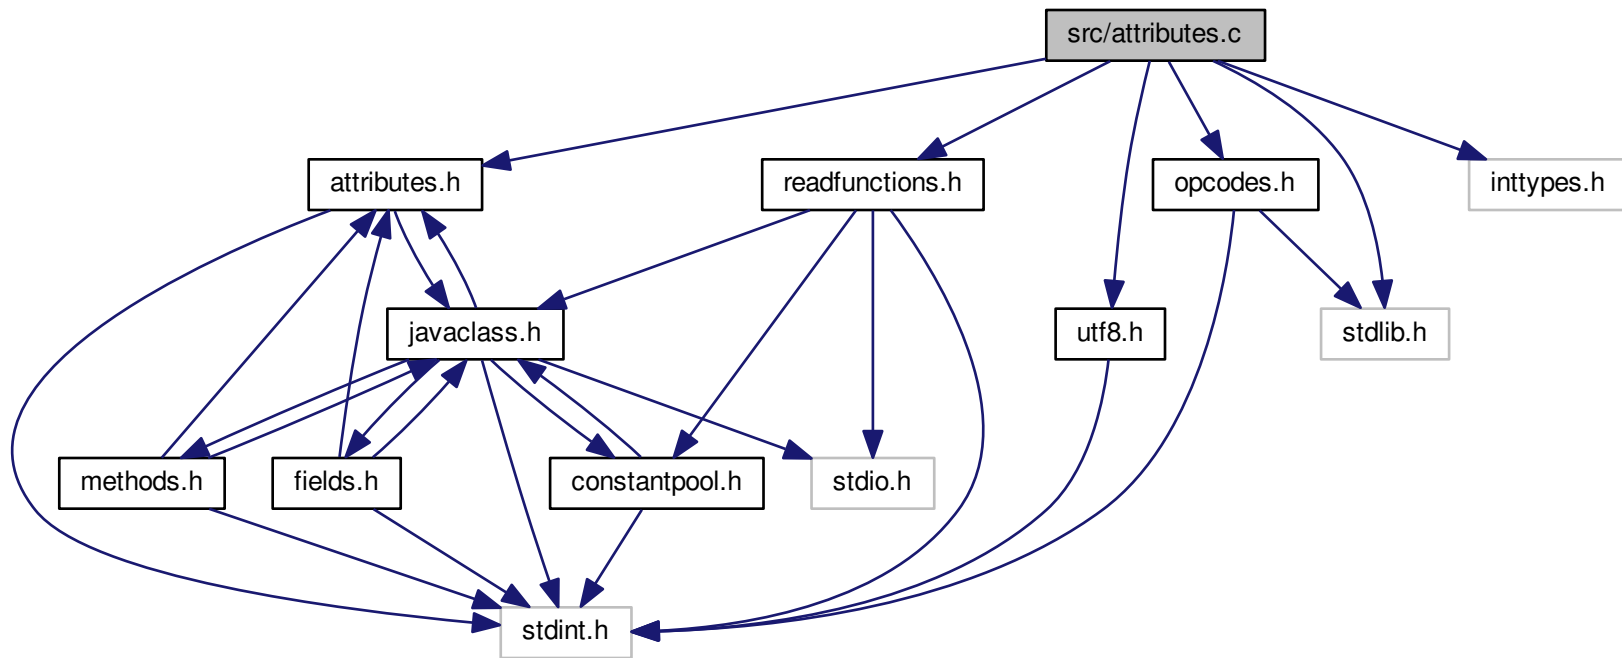 src/attributes.c
attributes.h
readfunctions.h
opcodes.h
inttypes.h
javaclass.h
utf8.h
stdlib.h
methods.h
fields.h
constantpool.h
stdio.h
stdint.h